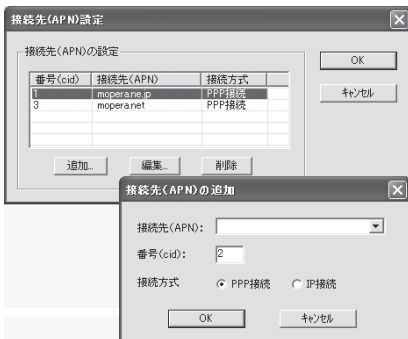 接続先(APN)設定
接続先(APN)の設定
番号(cid) 接続先(APN) 接続方式
1 mopera.ne.jp PPP接続
3 mopera.net PPP接続
追加... 編集... 削除
OK
キャンセル
接続先(APN)の追加
接続先(APN):
番号(cid): 2
接続方式 PPP接続 IP接続
OK キャンセル